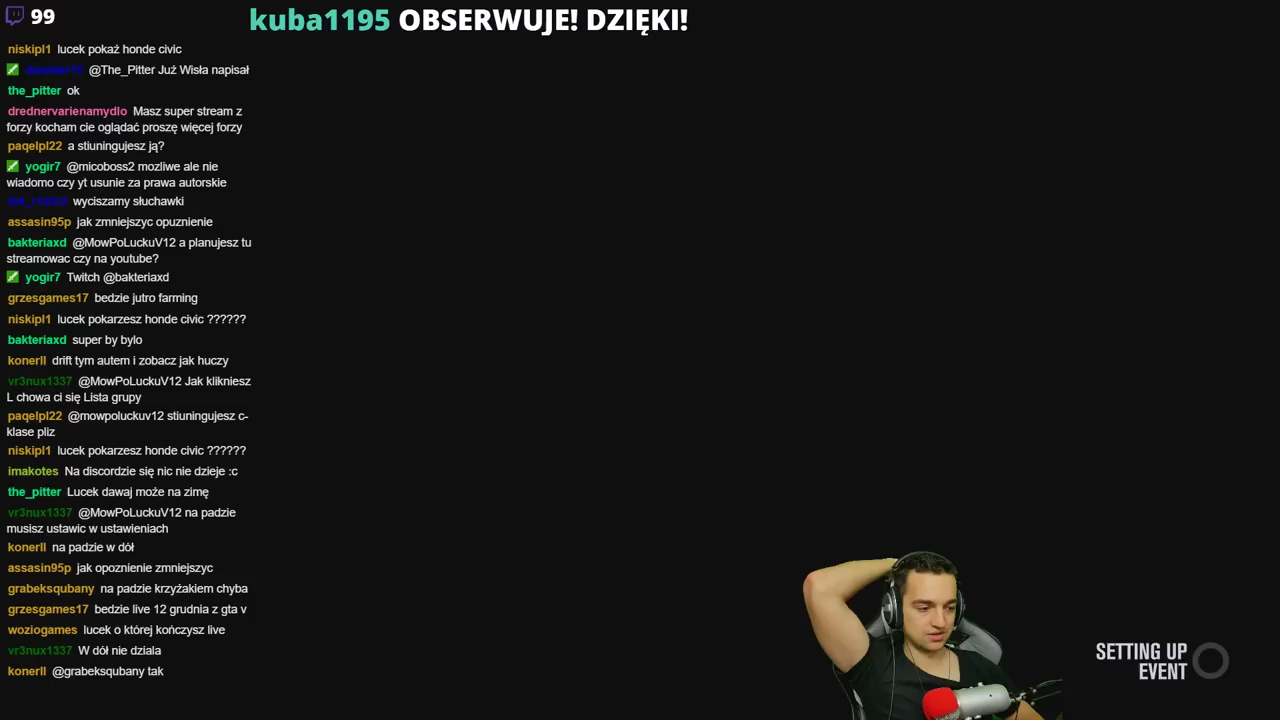 99
kuba1195 OBSERWUJE! DZIĘKI!
niskipl1 lucek pokaż honde civic
@The_Pitter Już Wisła napisał
the_pitter ok
drednervarienamydlo Masz super stream z
forzy kocham cie oglądać proszę więcej forzy
paqelpl22 a stiuningujesz ją?
yogir7 @micoboss2 mozliwe ale nie
wiadomo czy yt usunie za prawa autorskie
wyciszamy słuchawki
assasin95p jak zmniejszyc opuznienie
bakteriaxd @MowPoLuckuV12 a planujesz tu
streamowac czy na youtube?
yogir7 Twitch @bakteriaxd
grzesgames17 bedzie jutro farming
niskipl1 lucek pokarzesz honde civic ??????
bakteriaxd super by bylo
konerll drift tym autem i zobacz jak huczy
vr3nux1337 @MowPoLuckuV12 Jak klikniesz
L chowa ci się Lista grupy
paqelpl22 @mowpoluckuv12 stiuningujesz c-
klase pliz
niskipl1 lucek pokarzesz honde civic ??????
imakotes Na discordzie się nic nie dzieje :c
the_pitter Lucek dawaj może na zimę
vr3nux1337 @MowPoLuckuV12 na padzie
musisz ustawic w ustawieniach
konerll na padzie w dół
assasin95p jak opoznienie zmniejszyc
grabeksqubany na padzie krzyżakiem chyba
grzesgames17 bedzie live 12 grudnia z gta v
woziogames lucek o której kończysz live
vr3nux1337 W dół nie dziala
konerll @grabeksqubany tak
SETTING UP
EVENT